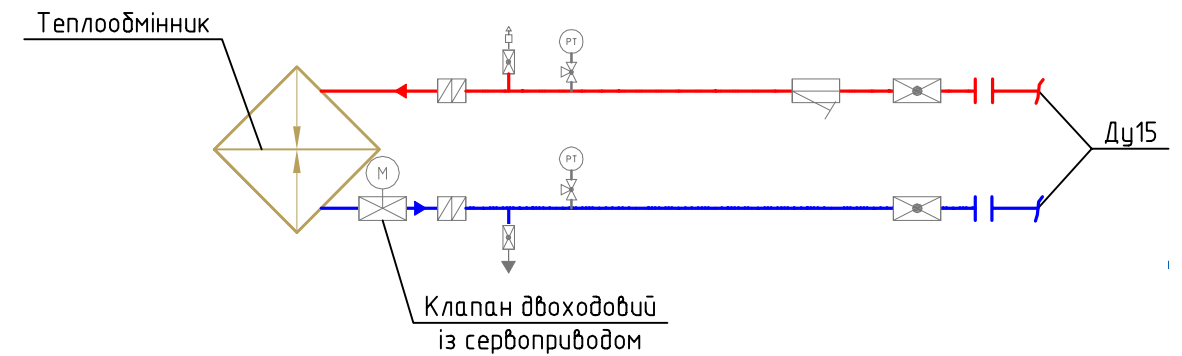 Теплообмінник
PT
Ду15
PT
M
Клапан двоходовий
із сервоприводом